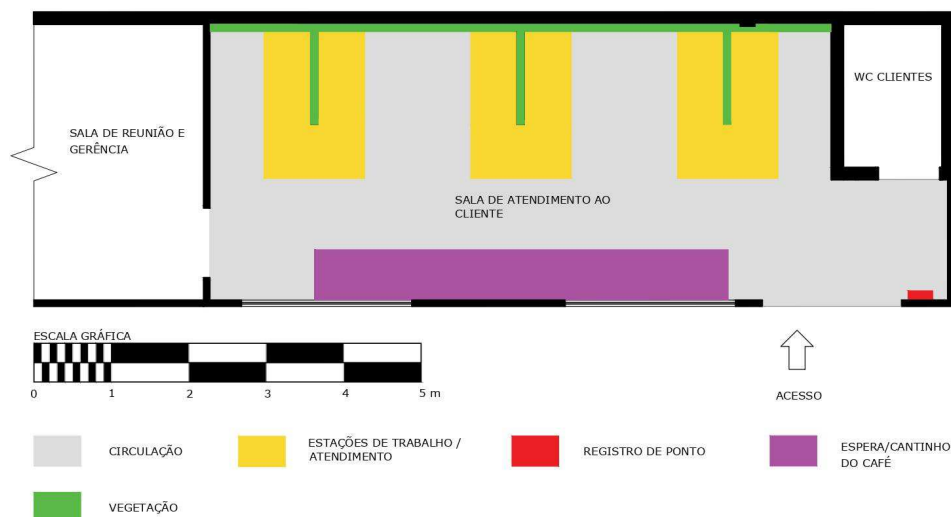 WC CLIENTES
SALA DE REUNIÃO E
GERÊNCIA
SALA DE ATENDIMENTO AO
CLIENTE
ESCALA GRÁFICA
0 1 2 3 4 5 m
ACESSO
CIRCULAÇÃO
ESTAÇÕES DE TRABALHO /
ATENDIMENTO
REGISTRO DE PONTO
ESPERA/CANTINHO
DO CAFÉ
VEGETAÇÃO